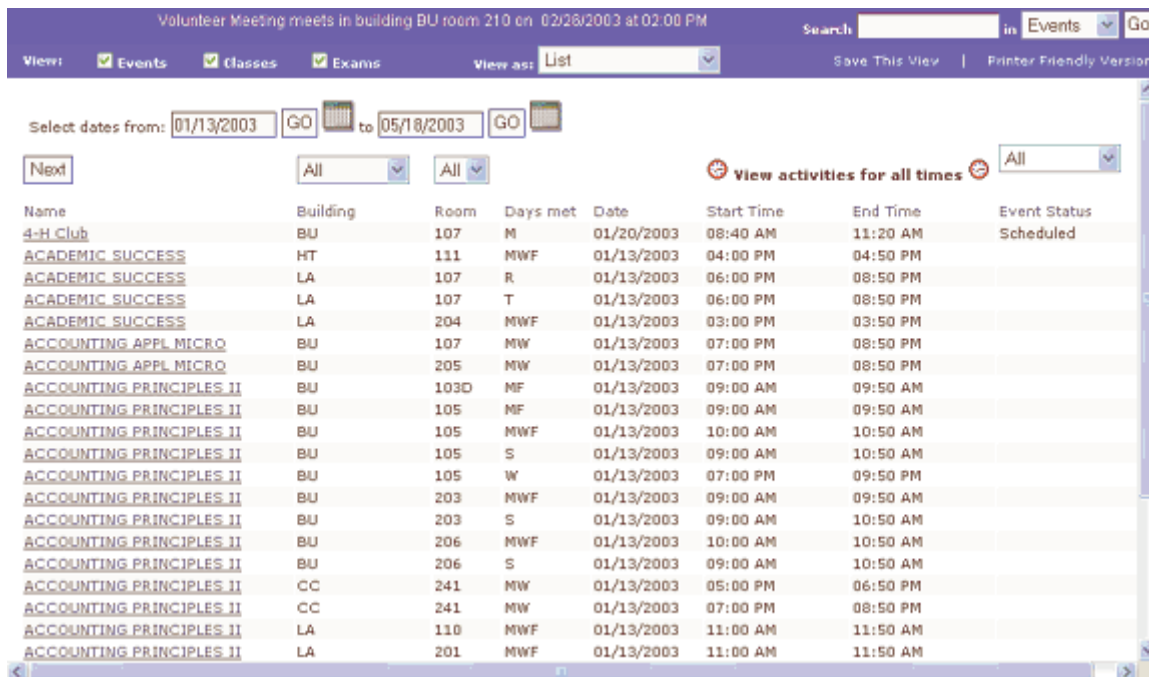 Volunteer Meeting meets in building BU room 210 on 02/26/2003 at 02:00 PM Search in Events Go
View: Events Classes Exams View as: List Save This View | Printer Friendly Version
Select dates from: 01/13/2003 GO to 05/18/2003 GO
Next All All View activities for all times All
Name Building Room Days met Date Start Time End Time Event Status
4-H Club BU 107 M 01/20/2003 08:40 AM 11:20 AM Scheduled
ACADEMIC SUCCESS HT 111 MWF 01/13/2003 04:00 PM 04:50 PM
ACADEMIC SUCCESS LA 107 R 01/13/2003 06:00 PM 08:50 PM
ACADEMIC SUCCESS LA 107 T 01/13/2003 06:00 PM 08:50 PM
ACADEMIC SUCCESS LA 204 MWF 01/13/2003 03:00 PM 03:50 PM
ACCOUNTING APPL MICRO BU 107 MW 01/13/2003 07:00 PM 08:50 PM
ACCOUNTING APPL MICRO BU 205 MW 01/13/2003 07:00 PM 08:50 PM
ACCOUNTING PRINCIPLES II BU 103D MF 01/13/2003 09:00 AM 09:50 AM
ACCOUNTING PRINCIPLES II BU 105 MF 01/13/2003 09:00 AM 09:50 AM
ACCOUNTING PRINCIPLES II BU 105 MWF 01/13/2003 10:00 AM 10:50 AM
ACCOUNTING PRINCIPLES II BU 105 S 01/13/2003 09:00 AM 10:50 AM
ACCOUNTING PRINCIPLES II BU 105 W 01/13/2003 07:00 PM 09:50 PM
ACCOUNTING PRINCIPLES II BU 203 MWF 01/13/2003 09:00 AM 09:50 AM
ACCOUNTING PRINCIPLES II BU 203 S 01/13/2003 09:00 AM 10:50 AM
ACCOUNTING PRINCIPLES II BU 206 MWF 01/13/2003 10:00 AM 10:50 AM
ACCOUNTING PRINCIPLES II BU 206 S 01/13/2003 09:00 AM 10:50 AM
ACCOUNTING PRINCIPLES II CC 241 MW 01/13/2003 05:00 PM 06:50 PM
ACCOUNTING PRINCIPLES II CC 241 MW 01/13/2003 07:00 PM 08:50 PM
ACCOUNTING PRINCIPLES II LA 110 MWF 01/13/2003 11:00 AM 11:50 AM
ACCOUNTING PRINCIPLES II LA 201 MWF 01/13/2003 11:00 AM 11:50 AM